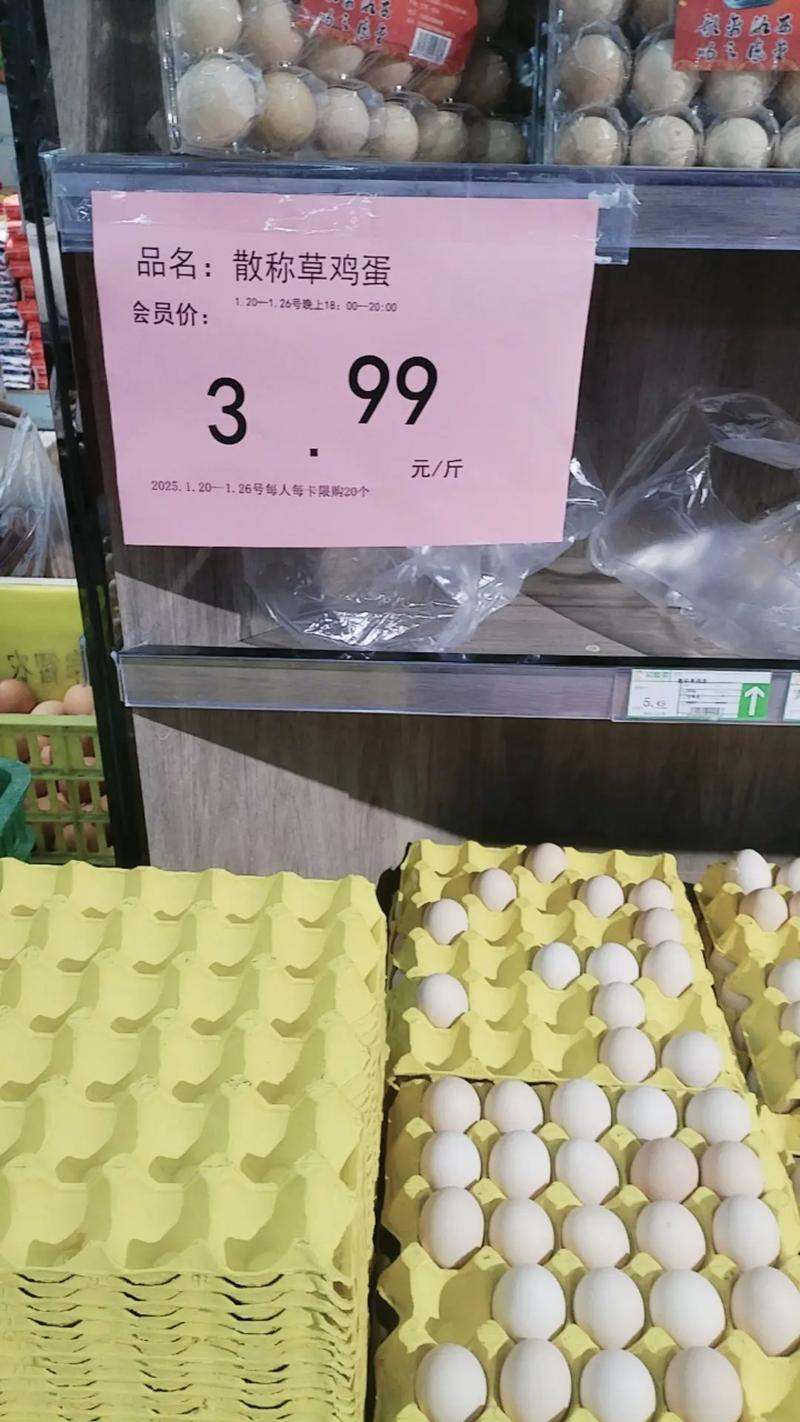 品名：散称草鸡蛋
会员价：
1.20—1.26号晚上18：00—20:00
3.99
元/斤
2025.1.20—1.26号每人每卡限购20个
5.49